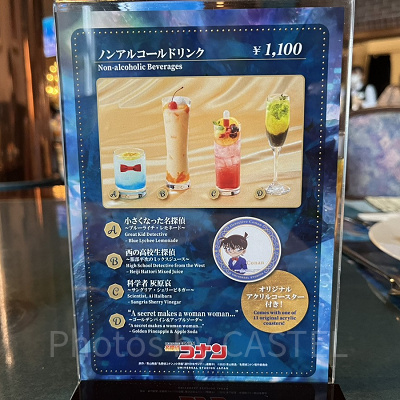 ノンアルコールドリンク ¥ 1,100
Non-alcoholic Beverages
A
B
C
D
A
小さくなった名探偵
～ブルーライチ・レモネード～
Great Kid Detective
- Blue Lychee Lemonade
B
西の高校生探偵
～服部平次のミックスジュース～
High School Detective from the West
- Heiji Hattori Mixed Juice
C
科学者 灰原哀
～サングリア・シェリービネガー～
Scientist, Ai Haibara
- Sangria Sherry Vinegar
D
"A secret makes a woman woman..."
～ゴールデンパイン&アップルソーダ～
"A secret makes a woman woman..."
- Golden Pineapple & Apple Soda
CONAN
オリジナル
アクリルコースター
付き!
Comes with one of
11 original acrylic
coasters!
コナン
UNIVERSAL STUDIOS JAPAN